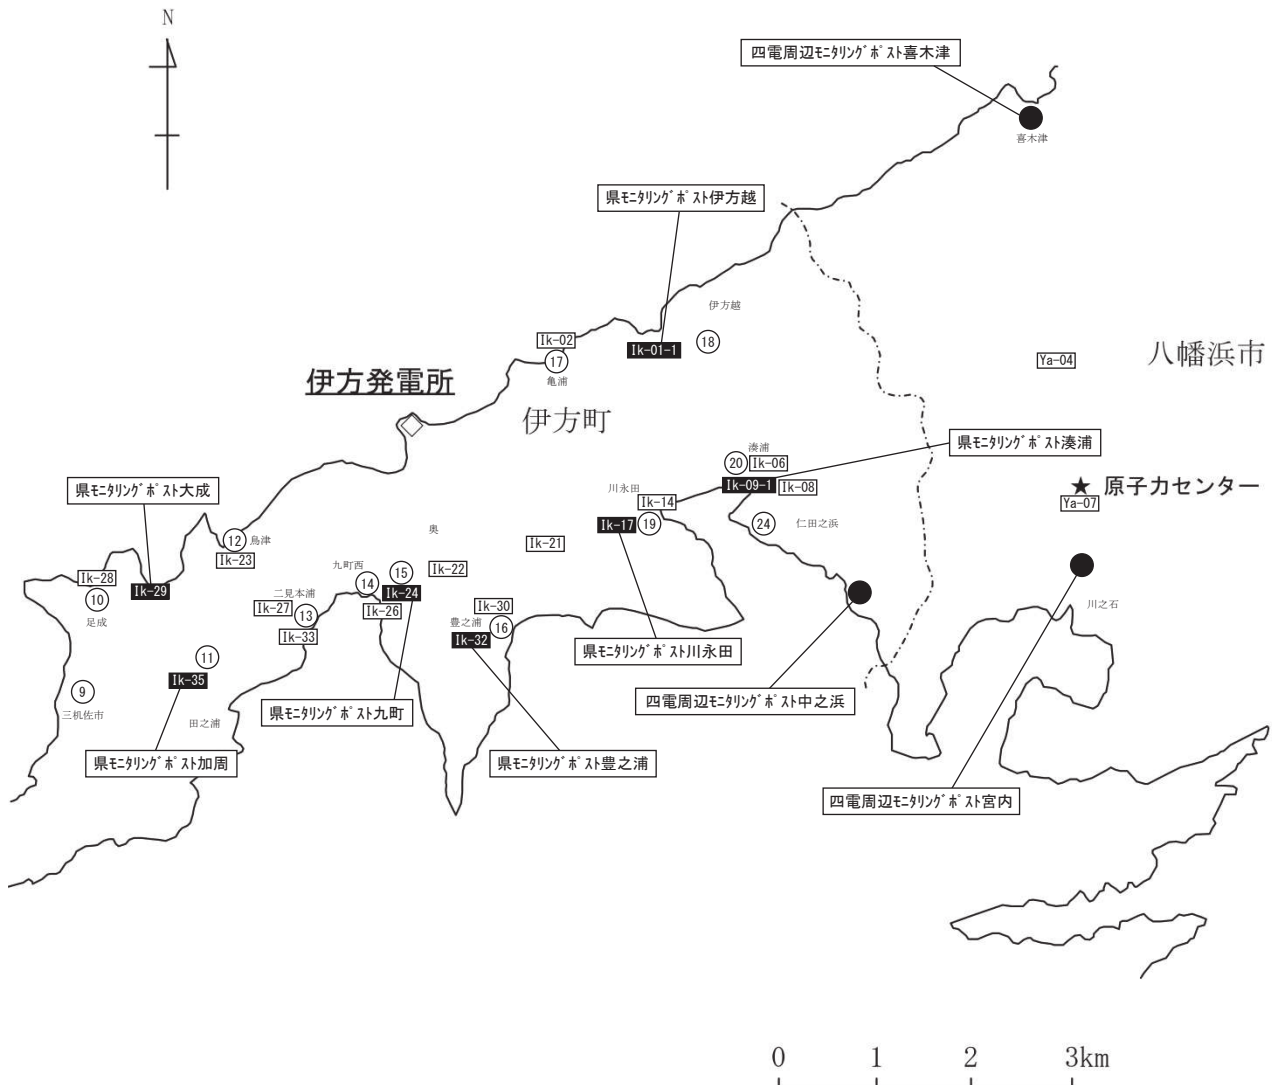 N
四電周辺ﾓﾆﾀﾘﾝｸﾞﾎﾟｽﾄ喜木津
喜木津
県ﾓﾆﾀﾘﾝｸﾞﾎﾟｽﾄ伊方越
伊方越
Ik-02
Ik-01-1
18
17
亀浦
Ya-04
八幡浜市
伊方発電所
伊方町
県ﾓﾆﾀﾘﾝｸﾞﾎﾟｽﾄ湊浦
湊浦
20
Ik-06
県ﾓﾆﾀﾘﾝｸﾞﾎﾟｽﾄ大成
川永田
Ik-09-1
Ik-08
★ 原子力センター
Ik-14
Ya-07
奥
Ik-17
19
24
仁田之浜
12
鳥津
Ik-21
Ik-23
九町西
15
Ik-22
Ik-28
14
Ik-29
二見本浦
Ik-24
10
Ik-27
Ik-26
Ik-30
川之石
足成
13
豊之浦
16
Ik-33
Ik-32
県ﾓﾆﾀﾘﾝｸﾞﾎﾟｽﾄ川永田
11
Ik-35
9
三机佐市
田之浦
県ﾓﾆﾀﾘﾝｸﾞﾎﾟｽﾄ九町
四電周辺ﾓﾆﾀﾘﾝｸﾞﾎﾟｽﾄ中之浜
県ﾓﾆﾀﾘﾝｸﾞﾎﾟｽﾄ加周
県ﾓﾆﾀﾘﾝｸﾞﾎﾟｽﾄ豊之浦
四電周辺ﾓﾆﾀﾘﾝｸﾞﾎﾟｽﾄ宮内
0 1 2 3km